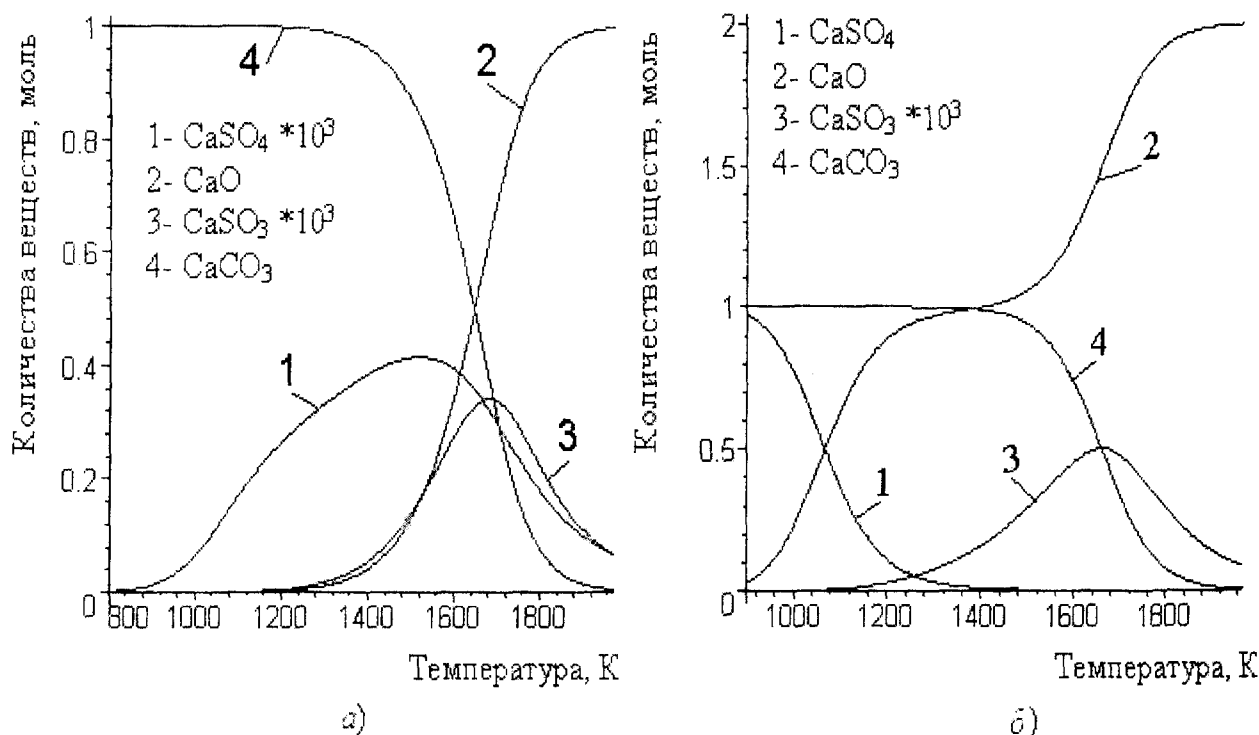 Количества веществ, моль
1
0.8
0.6
0.4
0.2
0
4
2
1- CaSO₄ *10³
2- CaO
3- CaSO₃ *10³
4- CaCO₃
1
3
800 1000 1200 1400 1600 1800
Температура, К
а)
Количества веществ, моль
2
1.5
1
0.5
0
1- CaSO₄
2- CaO
3- CaSO₃ *10³
4- CaCO₃
2
4
3
1
1000 1200 1400 1600 1800
Температура, К
б)